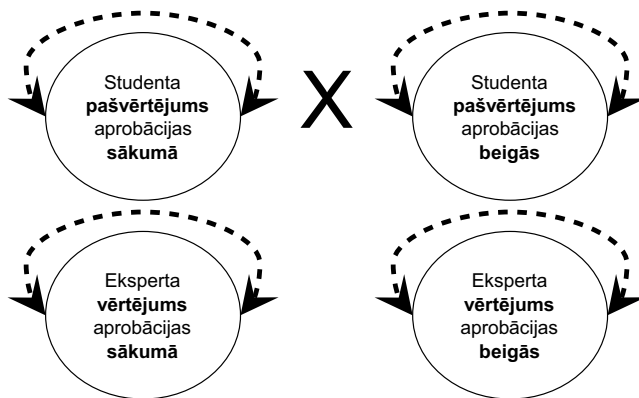 Studenta
pašvērtējums
aprobācijas
sākumā
X
Studenta
pašvērtējums
aprobācijas
beigās
Eksperta
vērtējums
aprobācijas
sākumā
Eksperta
vērtējums
aprobācijas
beigās